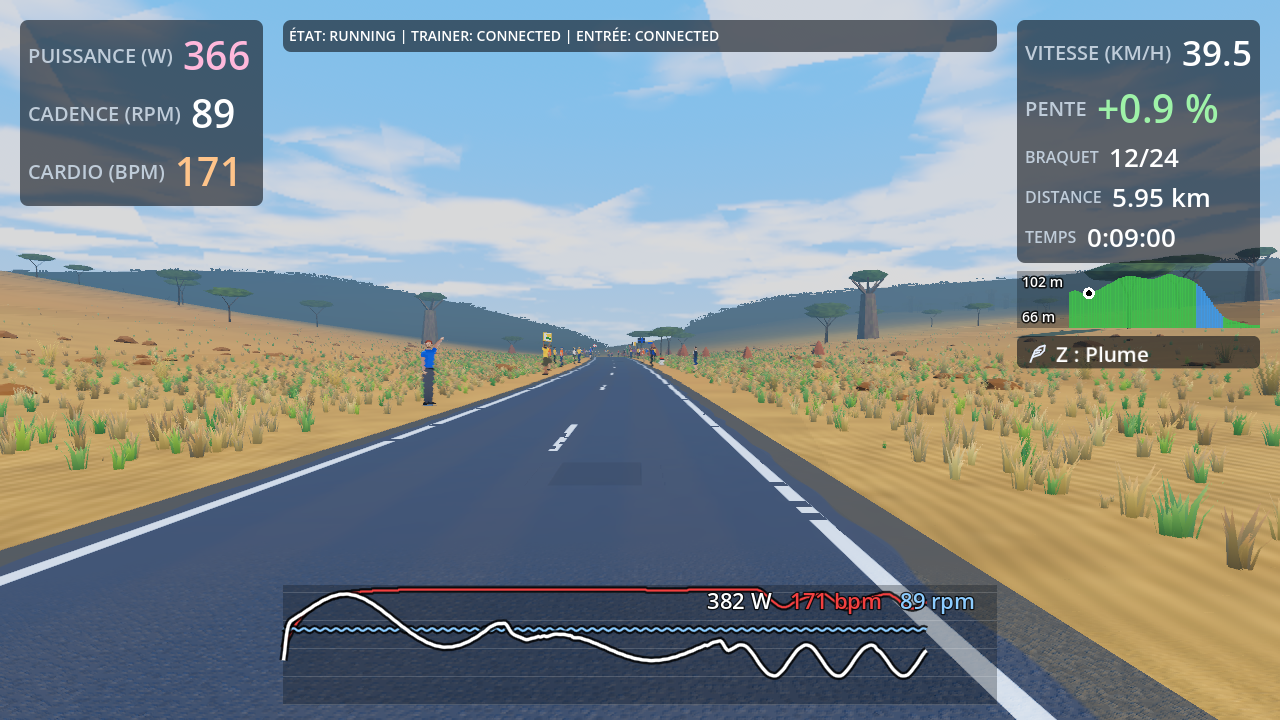 PUISSANCE (W) 366
CADENCE (RPM) 89
CARDIO (BPM) 171
ÉTAT: RUNNING | TRAINER: CONNECTED | ENTRÉE: CONNECTED
VITESSE (KM/H) 39.5
PENTE +0.9 %
BRAQUET 12/24
DISTANCE 5.95 km
TEMPS 0:09:00
102 m
66 m
Z : Plume
382 W 171 bpm 89 rpm